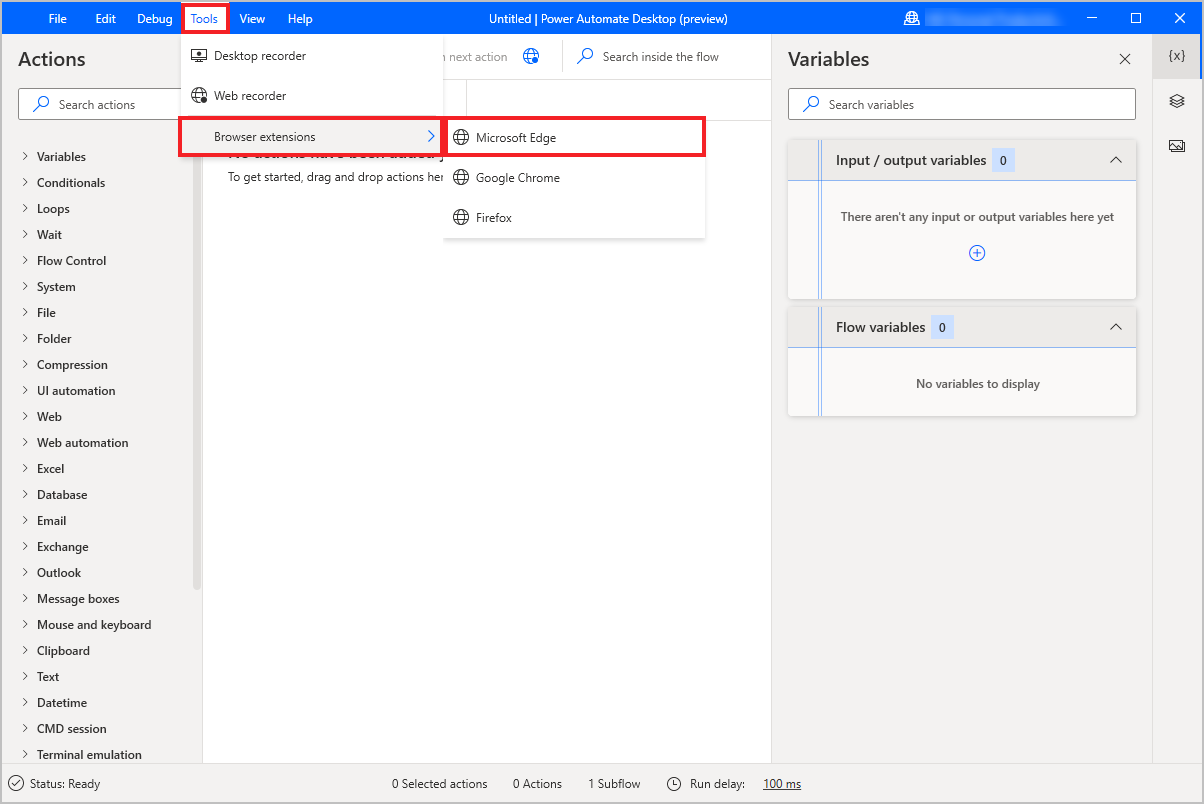 File Edit Debug Tools View Help
Untitled | Power Automate Desktop (preview)
Actions
Search actions
Variables
Conditionals
Loops
Wait
Flow Control
System
File
Folder
Compression
UI automation
Web
Web automation
Excel
Database
Email
Exchange
Outlook
Message boxes
Mouse and keyboard
Clipboard
Text
Datetime
CMD session
Terminal emulation
Desktop recorder
Web recorder
Browser extensions
Microsoft Edge
Google Chrome
Firefox
next action
Search inside the flow
No actions have been added
To get started, drag and drop actions her
Variables
{x}
Search variables
Input / output variables 0
There aren't any input or output variables here yet
Flow variables 0
No variables to display
Status: Ready
0 Selected actions
0 Actions
1 Subflow
Run delay: 100 ms